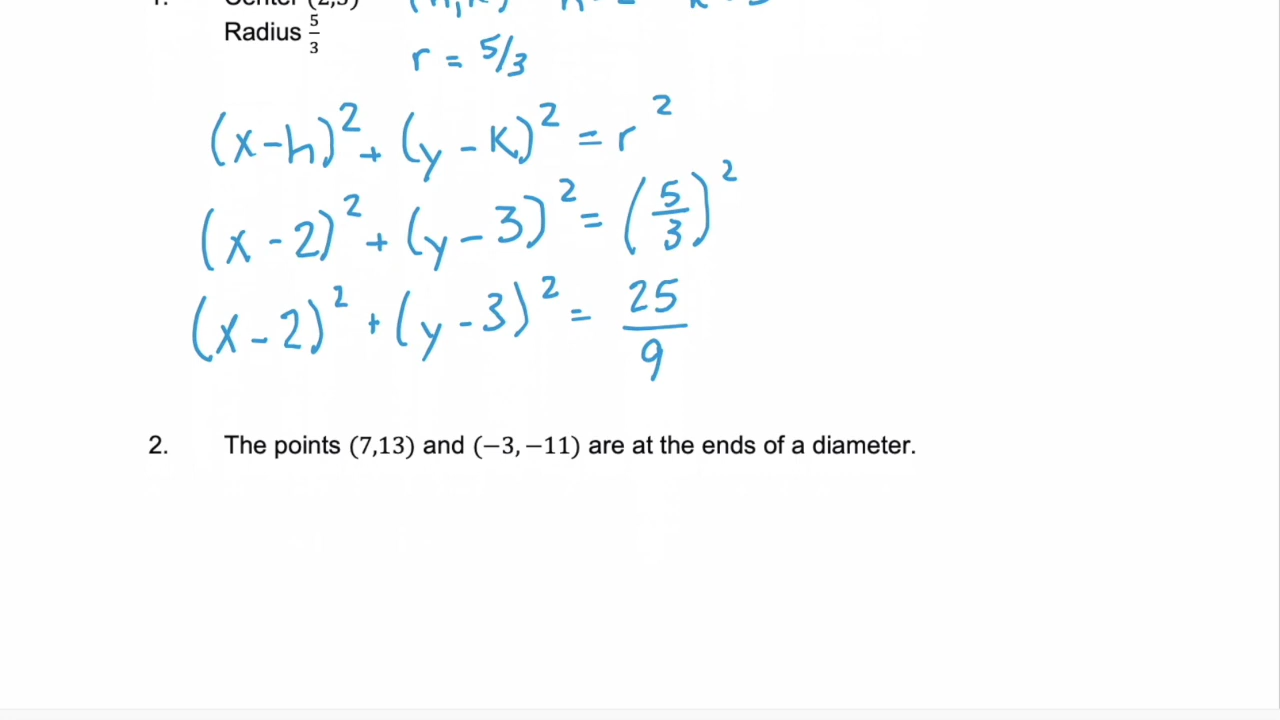 Radius 5/3
r = 5/3
(x-h)² + (y-k)² = r²
(x-2)² + (y-3)² = (5/3)²
(x-2)² + (y-3)² = 25/9
2. The points (7,13) and (−3,−11) are at the ends of a diameter.